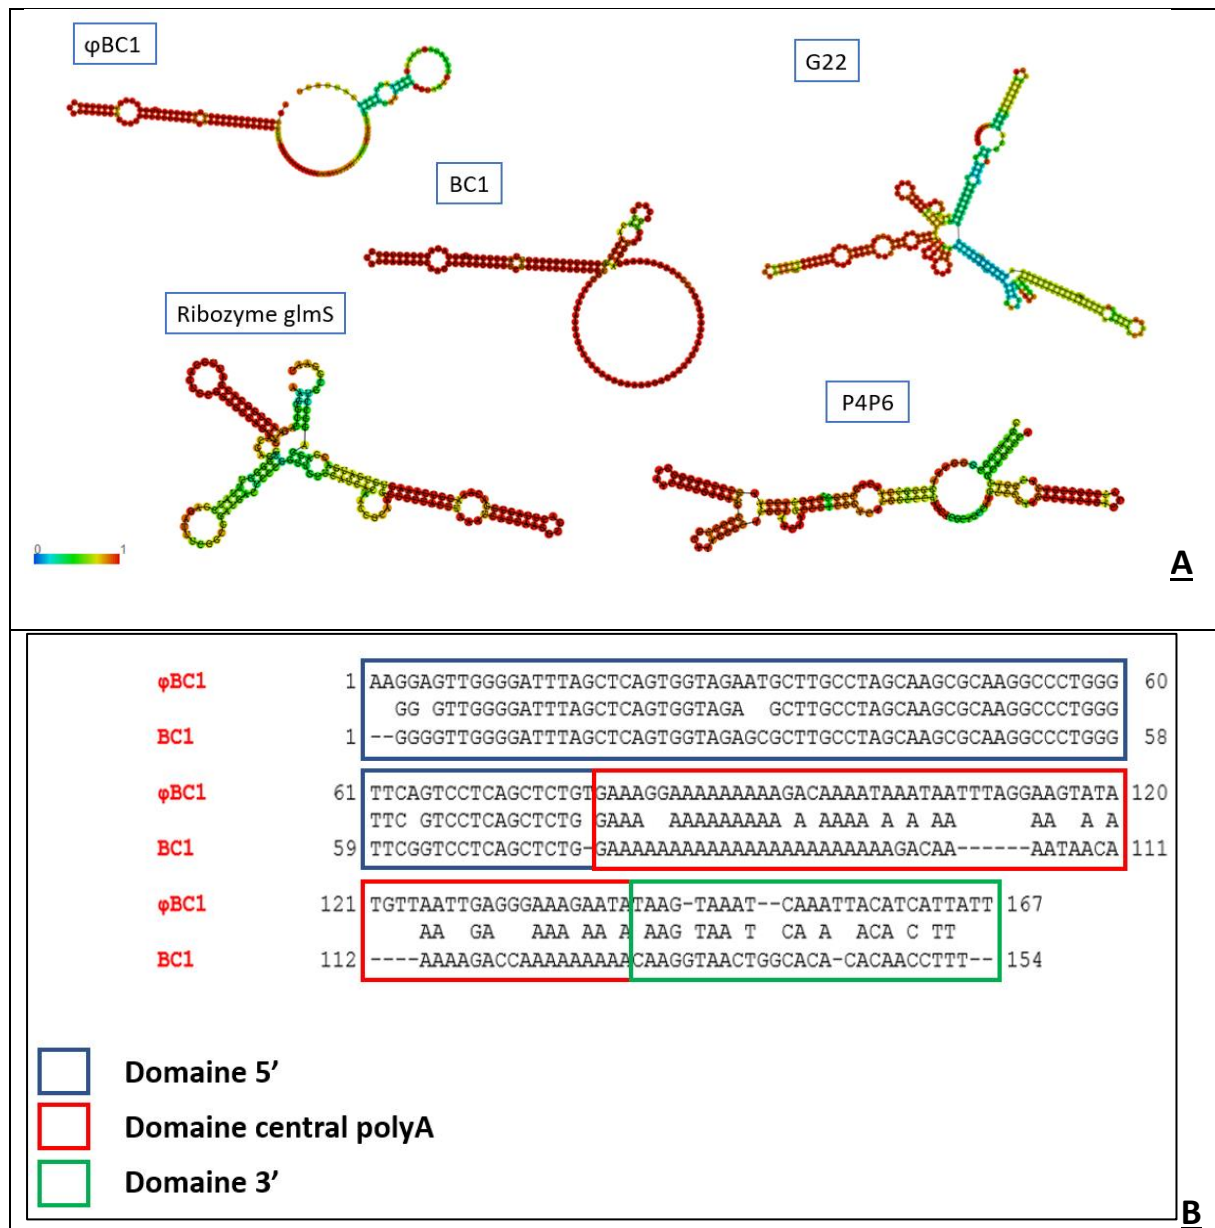 φBC1
G22
BC1
Ribozyme glmS
P4P6
0 1
A
φBC1 1 AAGGAGTTGGGGATTTAGCTCAGTGGTAGAATGCTTGCCTAGCAAGCGCAAGGCCCTGGG 60
GG GTTGGGGATTTAGCTCAGTGGTAGA  GCTTGCCTAGCAAGCGCAAGGCCCTGGG
BC1 1 --GGGGTTGGGGATTTAGCTCAGTGGTAGAGCGCTTGCCTAGCAAGCGCAAGGCCCTGGG 58
φBC1 61 TTCAGTCCTCAGCTCTGTGAAAGGAAAAAAAAAAGACAAAATAAATAATTTAGGAAGTATA 120
TTC GTCCTCAGCTCTG GAAA  AAAAAAAAA A AAAA A A AA      AA  A A
BC1 59 TTCGGTCCTCAGCTCTG-GAAAAAAAAAAAAAAAAAAAAAAAAGACAA------AATAACA 111
φBC1 121 TGTTAATTGAGGGAAAGAATATAAG-TAAAT--CAAATTACATCATTATT 167
AA  GA   AAA AA A AAG TAA T  CA A  ACA C TT
BC1 112 ----AAAAGACCAAAAAAAAACAAGGTAACTGGCACA-CACAACCTTT-- 154
Domaine 5’
Domaine central polyA
Domaine 3’
B